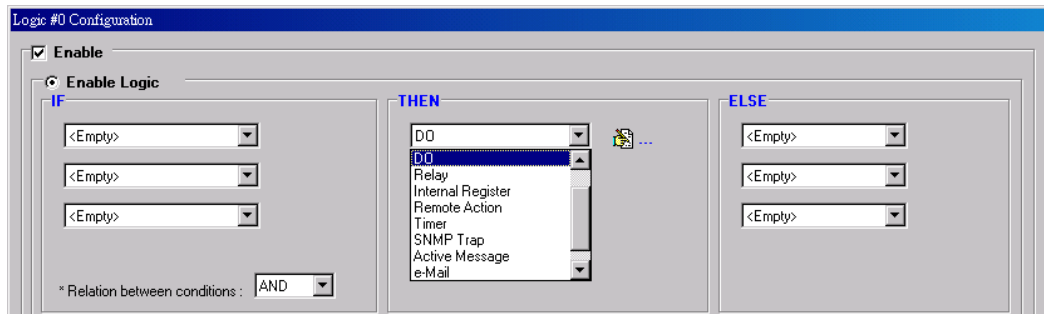 Logic #0 Configuration
Enable
Enable Logic
IF
<Empty>
<Empty>
<Empty>
* Relation between conditions : AND
THEN
DO
...
DO
Relay
Internal Register
Remote Action
Timer
SNMP Trap
Active Message
e-Mail
ELSE
<Empty>
<Empty>
<Empty>